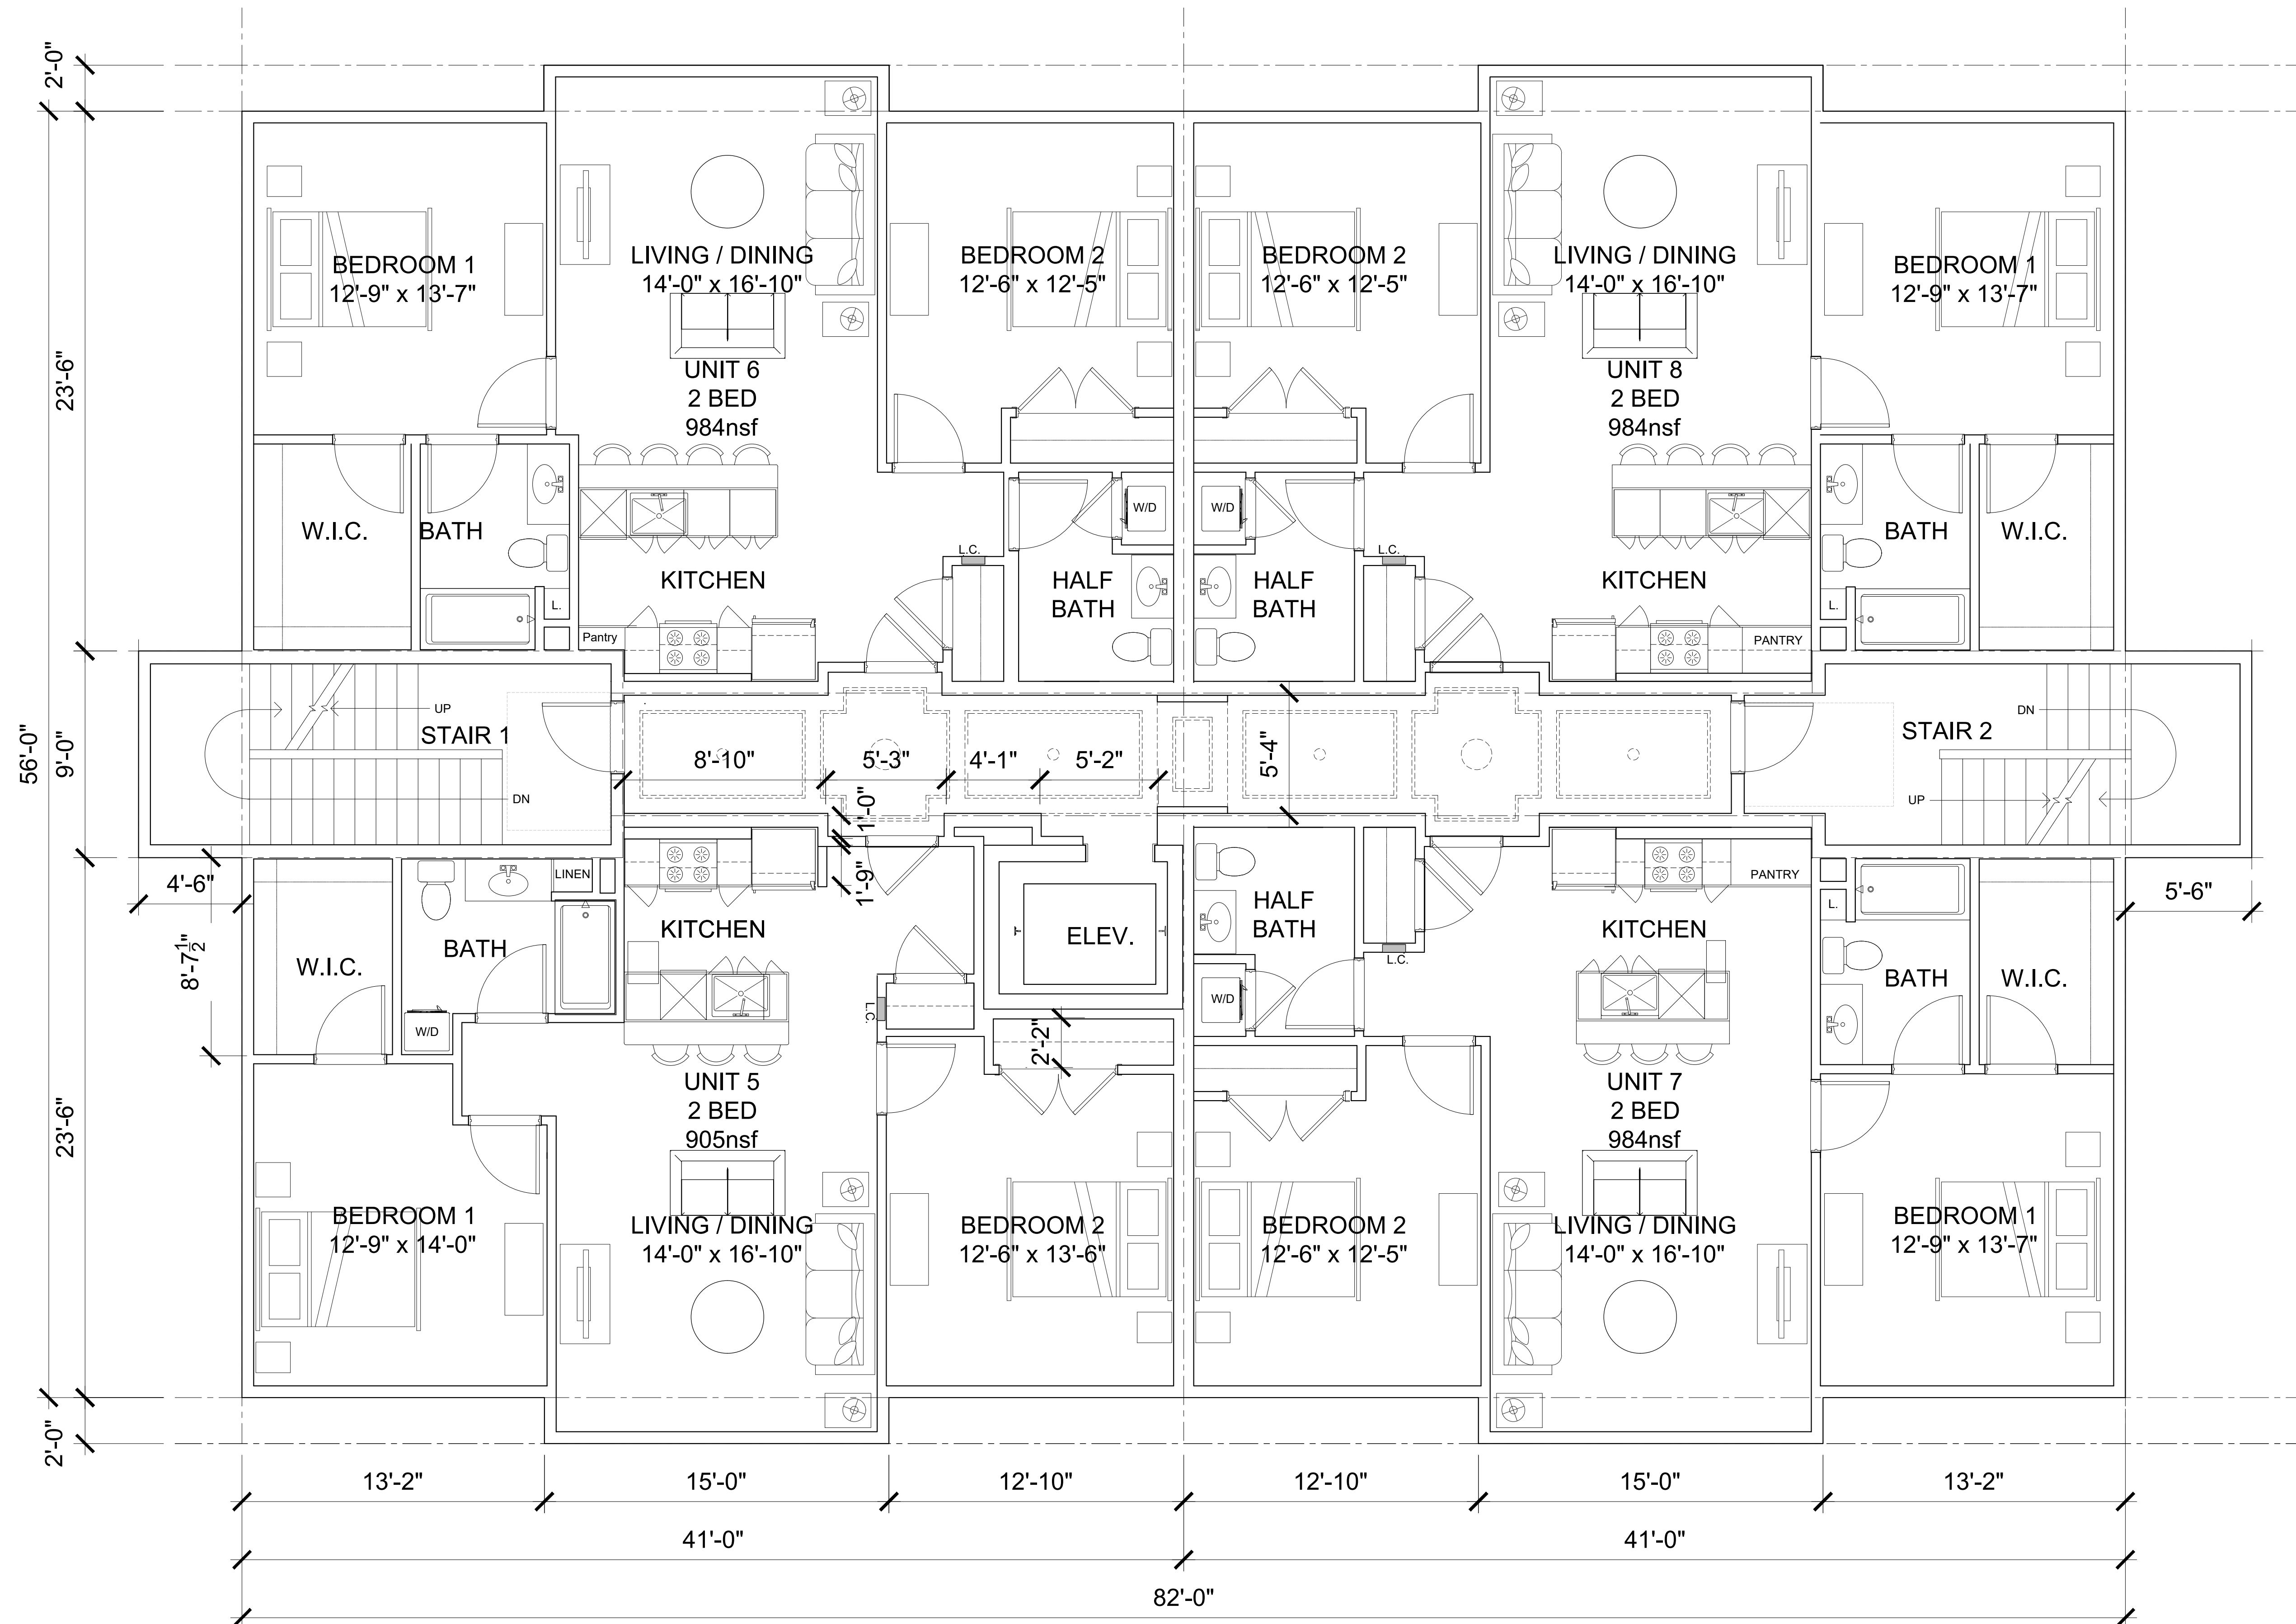 2'-0"
23'-6"
9'-0"
56'-0"
23'-6"
2'-0"
BEDROOM 1
12'-9" x 13'-7"
LIVING / DINING
14'-0" x 16'-10"
UNIT 6
2 BED
984nsf
BEDROOM 2
12'-6" x 12'-5"
BEDROOM 2
12'-6" x 12'-5"
LIVING / DINING
14'-0" x 16'-10"
UNIT 8
2 BED
984nsf
BEDROOM 1
12'-9" x 13'-7"
W.I.C.
BATH
L.
KITCHEN
Pantry
L.C.
HALF
BATH
W/D
W/D
HALF
BATH
L.C.
KITCHEN
PANTRY
L.
BATH
W.I.C.
UP
STAIR 1
DN
8'-10"
5'-3"
4'-1"
5'-2"
5'-4"
1'-0"
1'-9"
DN
STAIR 2
UP
4'-6"
8'-7 1/2"
5'-6"
W.I.C.
BATH
LINEN
W/D
KITCHEN
L.C.
ELEV.
2'-2"
HALF
BATH
W/D
L.C.
KITCHEN
PANTRY
L.
BATH
W.I.C.
UNIT 5
2 BED
905nsf
UNIT 7
2 BED
984nsf
BEDROOM 1
12'-9" x 14'-0"
LIVING / DINING
14'-0" x 16'-10"
BEDROOM 2
12'-6" x 13'-6"
BEDROOM 2
12'-6" x 12'-5"
LIVING / DINING
14'-0" x 16'-10"
BEDROOM 1
12'-9" x 13'-7"
13'-2"
15'-0"
12'-10"
12'-10"
15'-0"
13'-2"
41'-0"
41'-0"
82'-0"